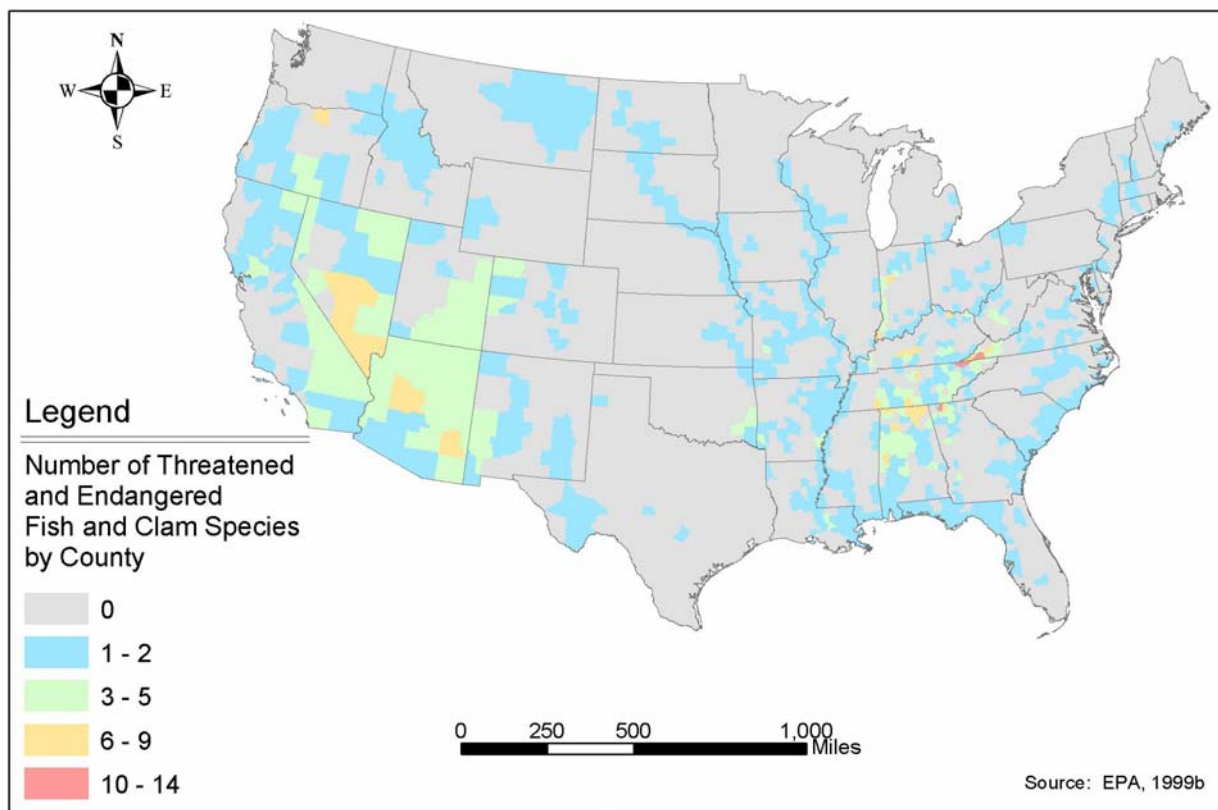 N
W E
S
Legend
Number of Threatened
and Endangered
Fish and Clam Species
by County
0
1 - 2
3 - 5
6 - 9
10 - 14
0 250 500 1,000
Miles
Source: EPA, 1999b